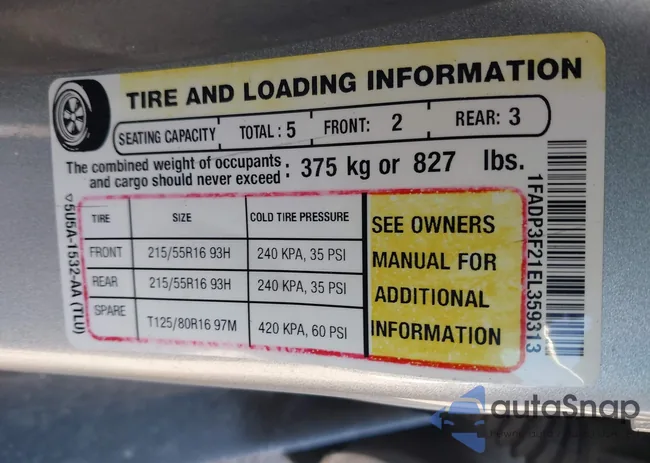 TIRE AND LOADING INFORMATION
SEATING CAPACITY TOTAL : 5 FRONT: 2 REAR: 3
The combined weight of occupants
and cargo should never exceed : 375 kg or 827 lbs.
TIRE SIZE COLD TIRE PRESSURE
FRONT 215/55R16 93H 240 KPA, 35 PSI
REAR 215/55R16 93H 240 KPA, 35 PSI
SPARE T125/80R16 97M 420 KPA, 60 PSI
SEE OWNERS
MANUAL FOR
ADDITIONAL
INFORMATION
5U5A-1532-AA (TLU)
1FADP3F21EL359313
autoSnap